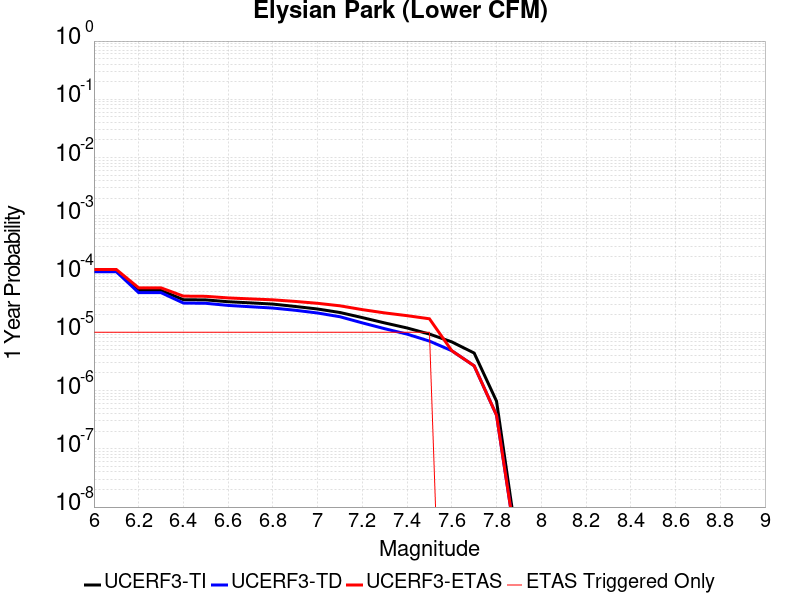 Elysian Park (Lower CFM)
10^0
10^-1
10^-2
10^-3
10^-4
10^-5
10^-6
10^-7
10^-8
1 Year Probability
6 6.2 6.4 6.6 6.8 7 7.2 7.4 7.6 7.8 8 8.2 8.4 8.6 8.8 9
Magnitude
UCERF3-TI UCERF3-TD UCERF3-ETAS ETAS Triggered Only